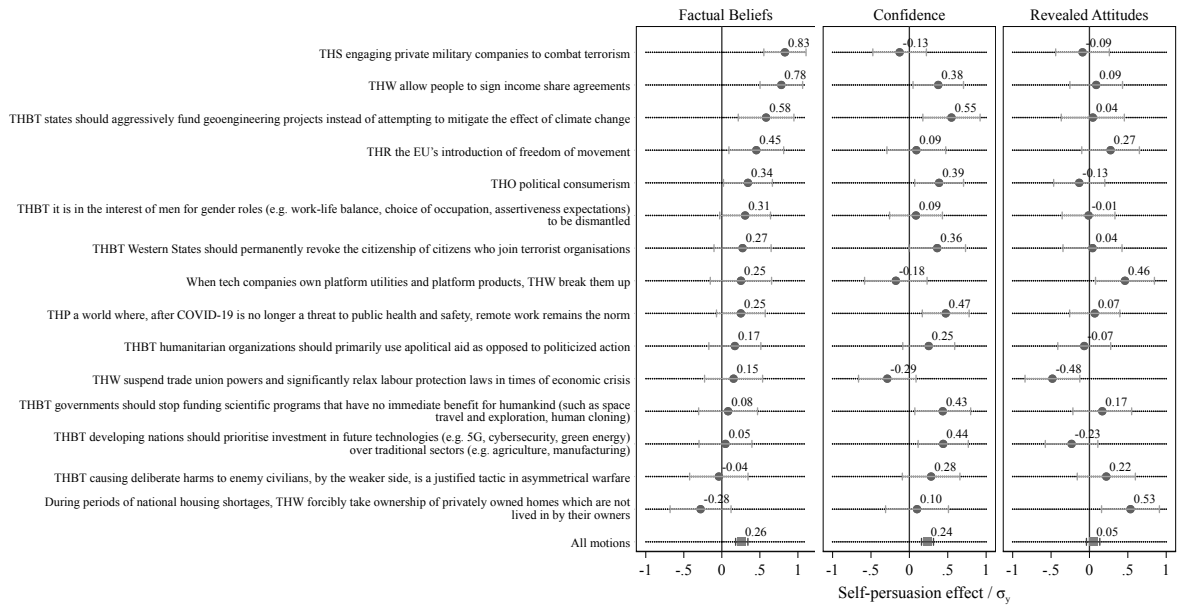 Factual Beliefs Confidence Revealed Attitudes
THS engaging private military companies to combat terrorism 0.83 -0.13 -0.09
THW allow people to sign income share agreements 0.78 0.38 0.09
THBT states should aggressively fund geoengineering projects instead of attempting to mitigate the effect of climate change 0.58 0.55 0.04
THR the EU's introduction of freedom of movement 0.45 0.09 0.27
THO political consumerism 0.34 0.39 -0.13
THBT it is in the interest of men for gender roles (e.g. work-life balance, choice of occupation, assertiveness expectations)
to be dismantled 0.31 0.09 -0.01
THBT Western States should permanently revoke the citizenship of citizens who join terrorist organisations 0.27 0.36 0.04
When tech companies own platform utilities and platform products, THW break them up 0.25 -0.18 0.46
THP a world where, after COVID-19 is no longer a threat to public health and safety, remote work remains the norm 0.25 0.47 0.07
THBT humanitarian organizations should primarily use apolitical aid as opposed to politicized action 0.17 0.25 -0.07
THW suspend trade union powers and significantly relax labour protection laws in times of economic crisis 0.15 -0.29 -0.48
THBT governments should stop funding scientific programs that have no immediate benefit for humankind (such as space
travel and exploration, human cloning) 0.08 0.43 0.17
THBT developing nations should prioritise investment in future technologies (e.g. 5G, cybersecurity, green energy)
over traditional sectors (e.g. agriculture, manufacturing) 0.05 0.44 -0.23
THBT causing deliberate harms to enemy civilians, by the weaker side, is a justified tactic in asymmetrical warfare -0.04 0.28 0.22
During periods of national housing shortages, THW forcibly take ownership of privately owned homes which are not
lived in by their owners -0.28 0.10 0.53
All motions 0.26 0.24 0.05
-1 -.5 0 .5 1 -1 -.5 0 .5 1 -1 -.5 0 .5 1
Self-persuasion effect / σy